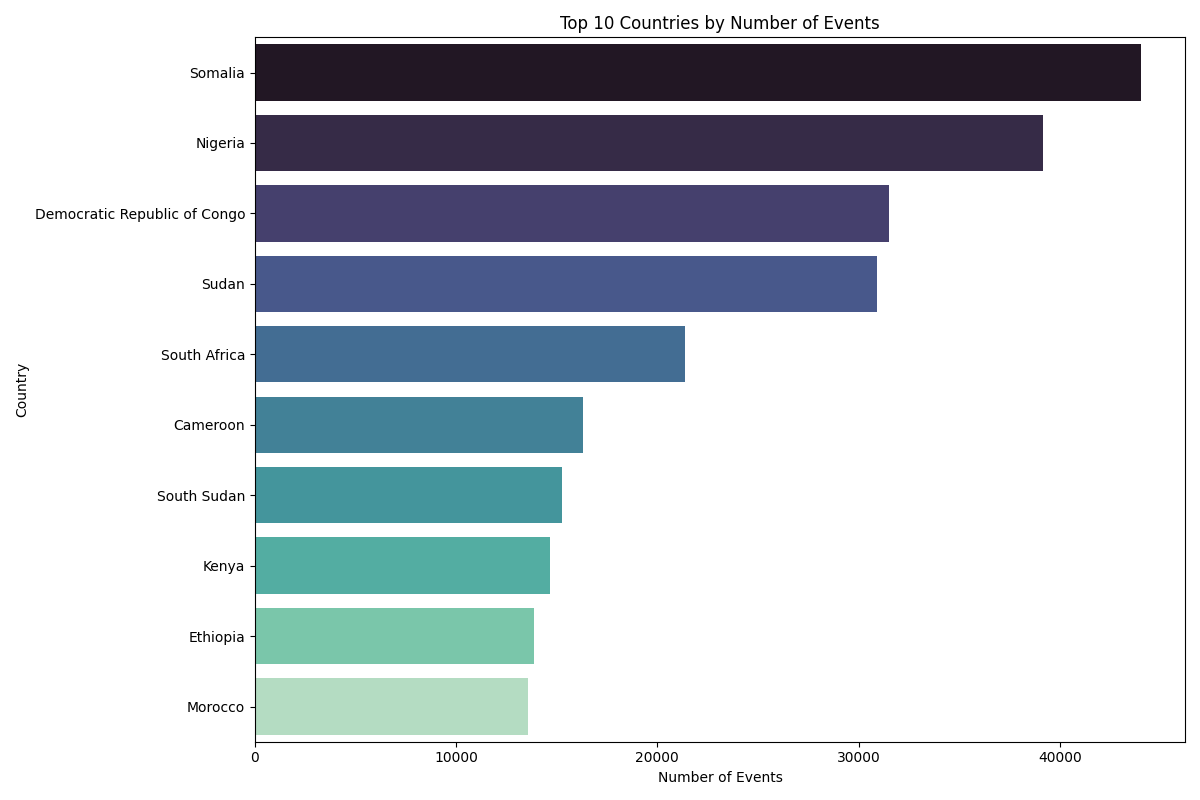 Top 10 Countries by Number of Events
Country
Somalia
Nigeria
Democratic Republic of Congo
Sudan
South Africa
Cameroon
South Sudan
Kenya
Ethiopia
Morocco
0 10000 20000 30000 40000
Number of Events